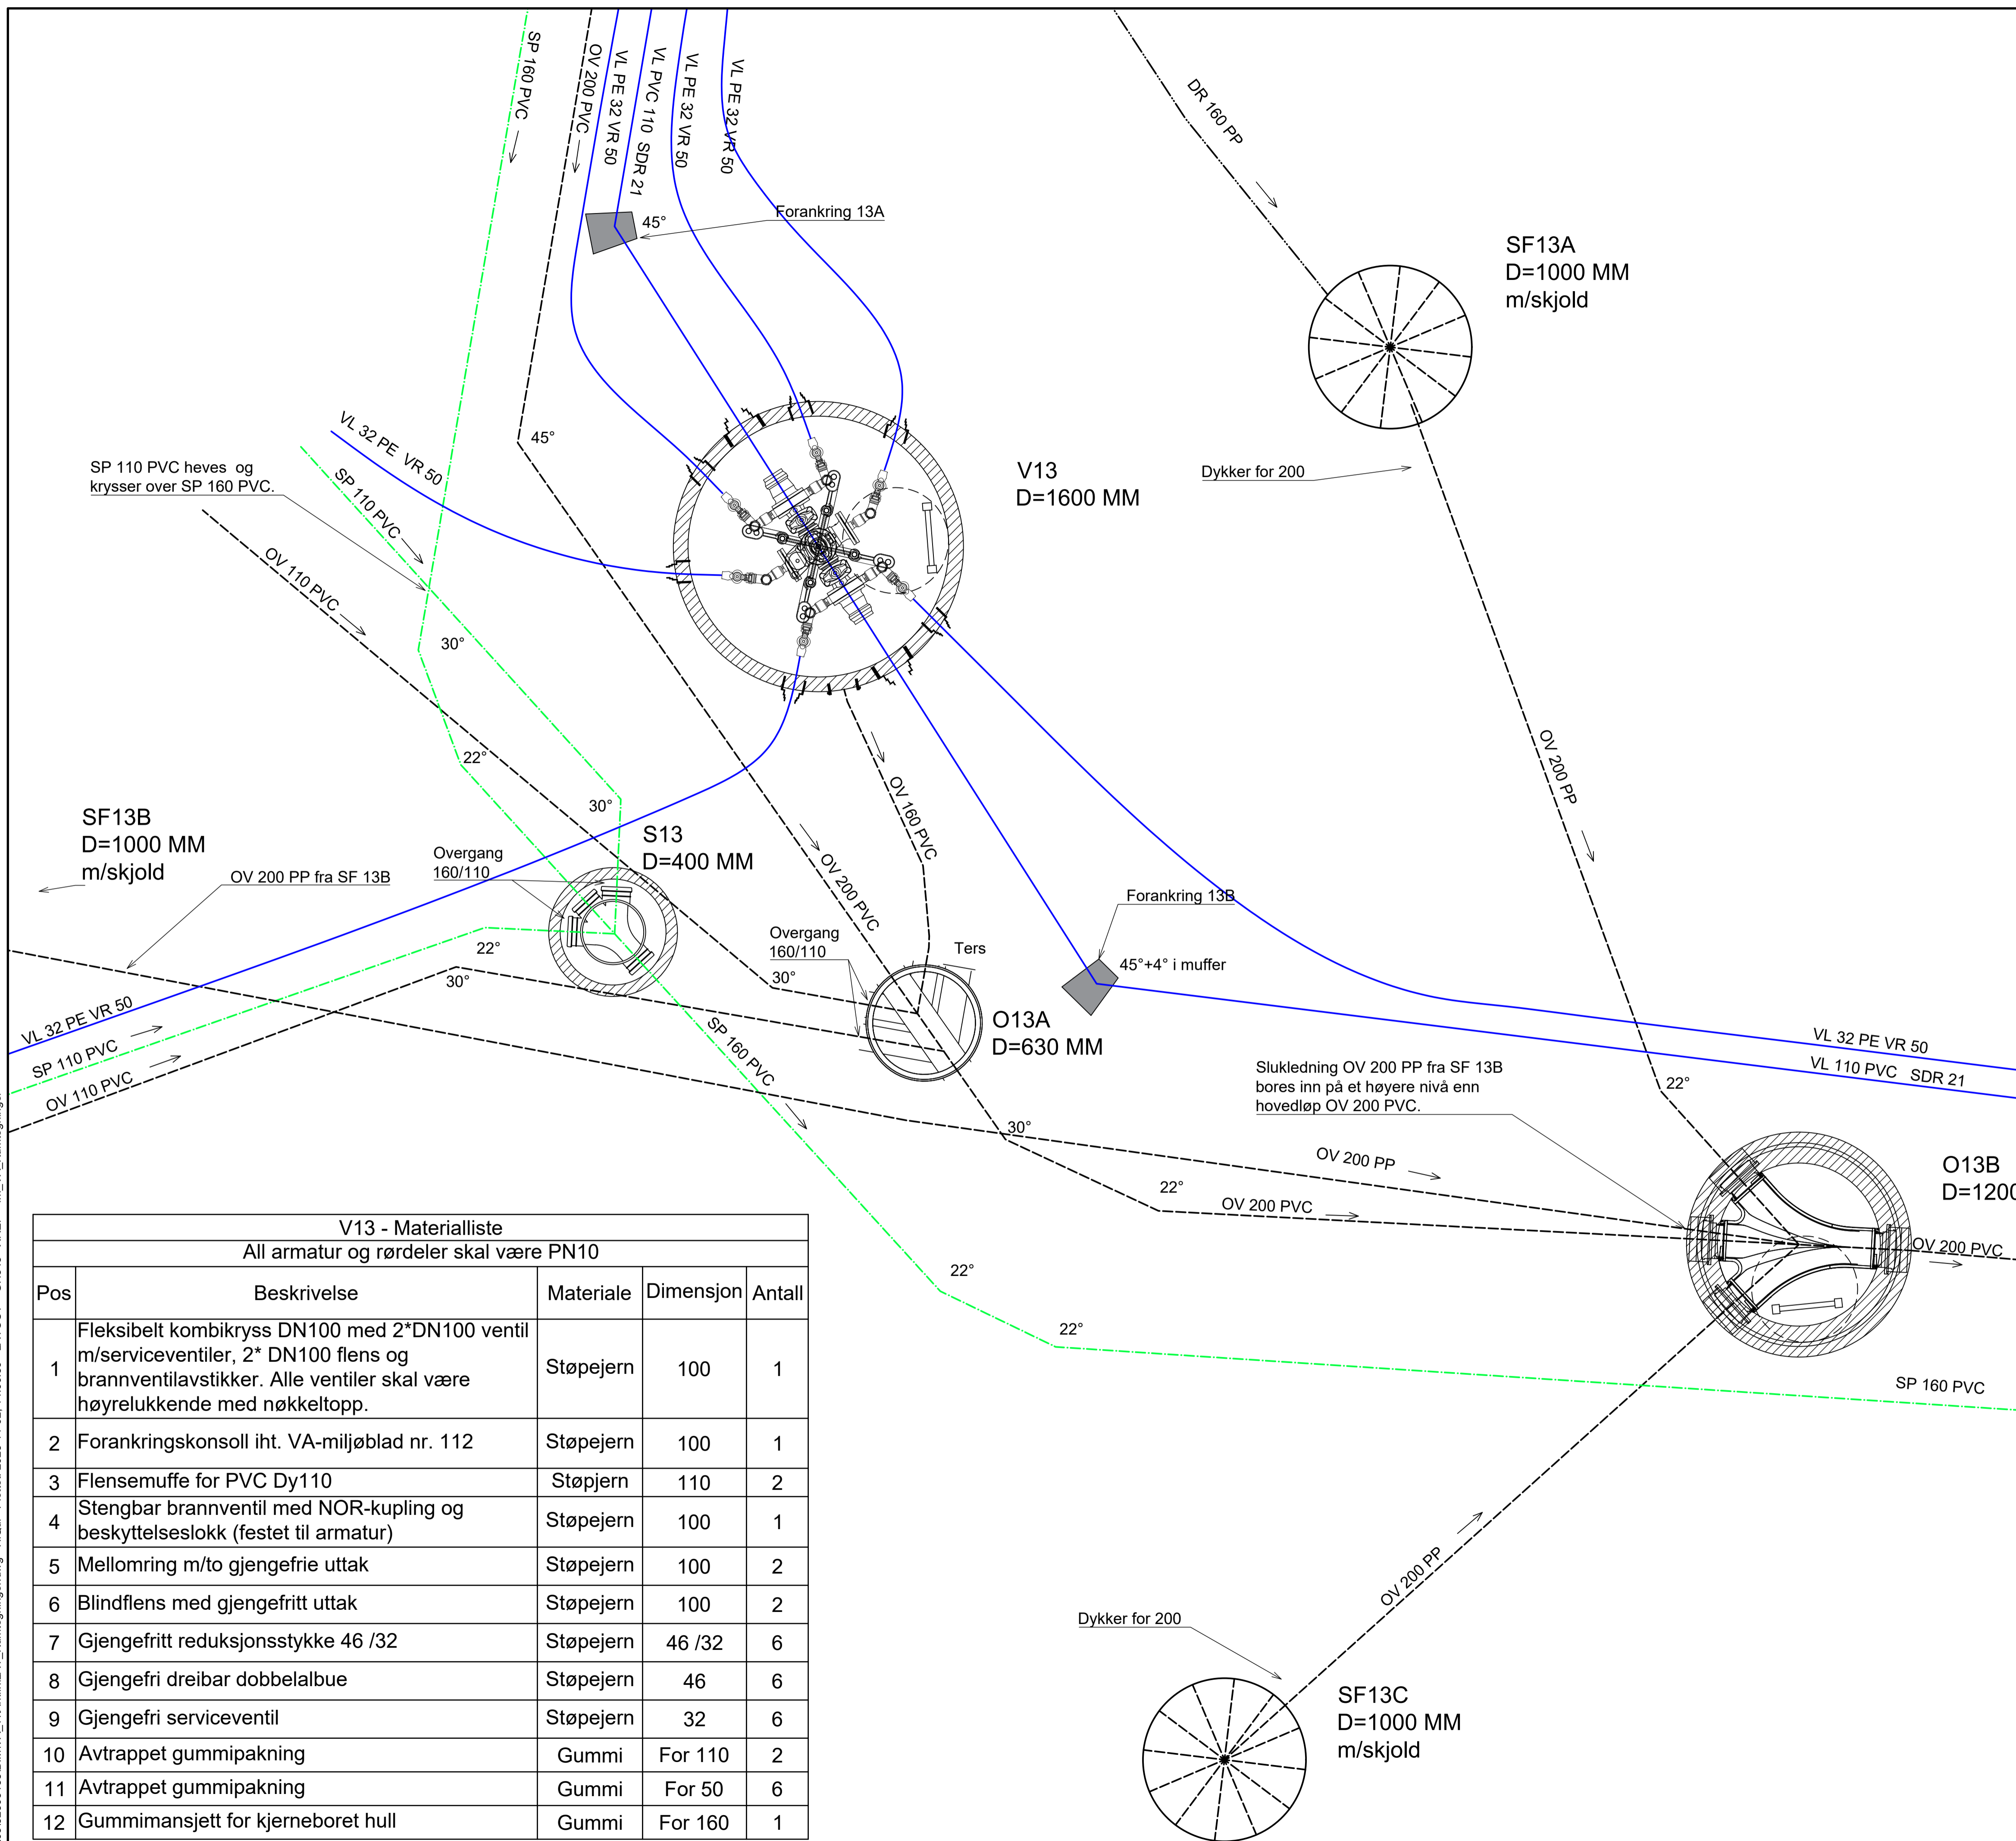 SP 160 PVC
OV 200 PVC
VL PE 32 VR 50
VL PVC 110 SDR 21
VL PE 32 VR 50
VL PE 32 VR 50
DR 160 PP
45°
Forankring 13A
SF13A
D=1000 MM
m/skjold
VL 32 PE VR 50
45°
SP 110 PVC heves og
krysser over SP 160 PVC.
SP 110 PVC
V13
D=1600 MM
Dykker for 200
OV 110 PVC
30°
22°
OV 200 PP
30°
OV 160 PVC
SF13B
D=1000 MM
m/skjold
S13
D=400 MM
Overgang
160/110
OV 200 PP fra SF 13B
OV 200 PVC
Forankring 13B
22°
Overgang
160/110
Ters
45°+4° i muffer
30°
30°
O13A
D=630 MM
VL 32 PE VR 50
SP 110 PVC
OV 110 PVC
SP 160 PVC
VL 32 PE VR 50
VL 110 PVC SDR 21
Slukledning OV 200 PP fra SF 13B
bores inn på et høyere nivå enn
hovedløp OV 200 PVC.
22°
30°
OV 200 PP
O13B
D=1200
22°
OV 200 PVC
OV 200 PVC
22°
22°
SP 160 PVC
V13 - Materialliste
All armatur og rørdeler skal være PN10
Pos Beskrivelse Materiale Dimensjon Antall
1 Fleksibelt kombikryss DN100 med 2*DN100 ventil
m/serviceventiler, 2* DN100 flens og
brannventilavstikker. Alle ventiler skal være
høyrelukkende med nøkkeltopp. Støpejern 100 1
2 Forankringskonsoll iht. VA-miljøblad nr. 112 Støpejern 100 1
3 Flensemuffe for PVC Dy110 Støpjern 110 2
4 Stengbar brannventil med NOR-kupling og
beskyttelseslokk (festet til armatur) Støpejern 100 1
5 Mellomring m/to gjengefrie uttak Støpejern 100 2
6 Blindflens med gjengefritt uttak Støpejern 100 2
7 Gjengefritt reduksjonsstykke 46 /32 Støpejern 46 /32 6
8 Gjengefri dreibar dobbelalbue Støpejern 46 6
9 Gjengefri serviceventil Støpejern 32 6
10 Avtrappet gummipakning Gummi For 110 2
11 Avtrappet gummipakning Gummi For 50 6
12 Gummimansjett for kjerneboret hull Gummi For 160 1
OV 200 PP
Dykker for 200
SF13C
D=1000 MM
m/skjold